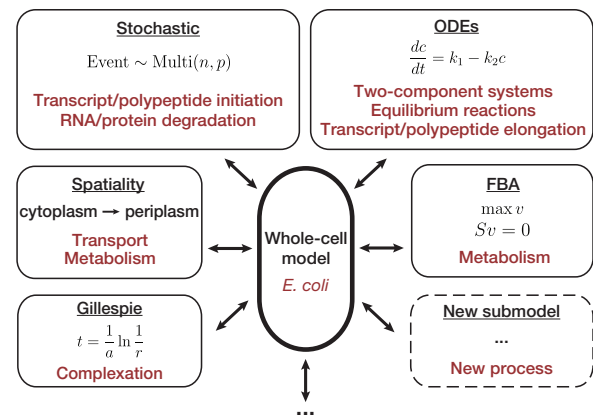 Stochastic
Event ∼ Multi(n, p)
Transcript/polypeptide initiation
RNA/protein degradation
ODEs
dc/dt = k₁ − k₂c
Two-component systems
Equilibrium reactions
Transcript/polypeptide elongation
Spatiality
cytoplasm → periplasm
Transport
Metabolism
Whole-cell
model
E. coli
FBA
max v
Sv = 0
Metabolism
Gillespie
t = 1/a ln 1/r
Complexation
New submodel
...
New process
...